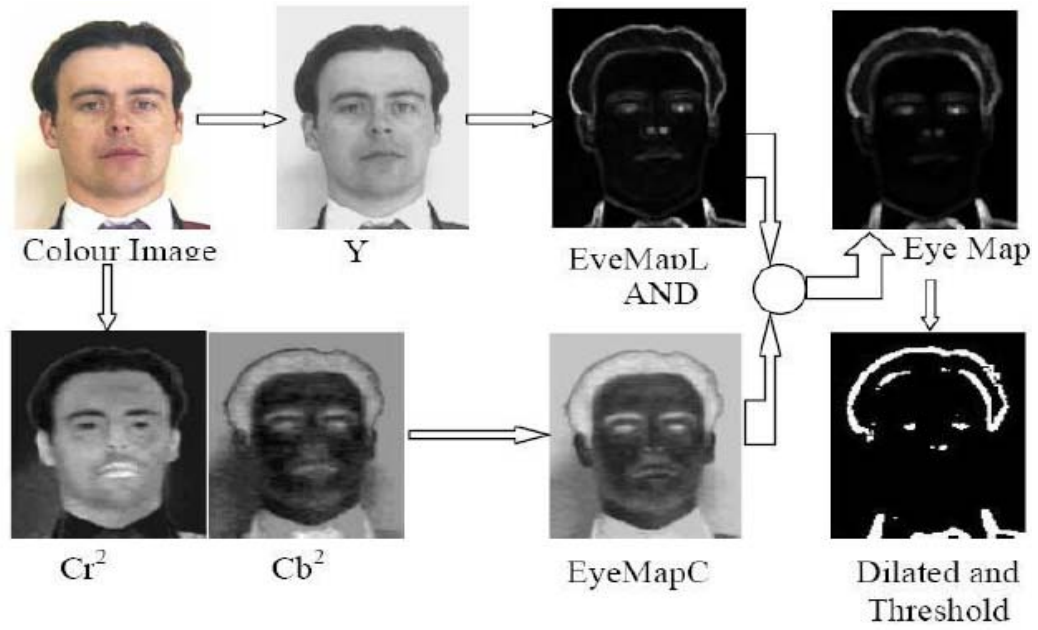 Colour Image
Y
EyeMapL
AND
Eye Map
Cr²
Cb²
EyeMapC
Dilated and
Threshold